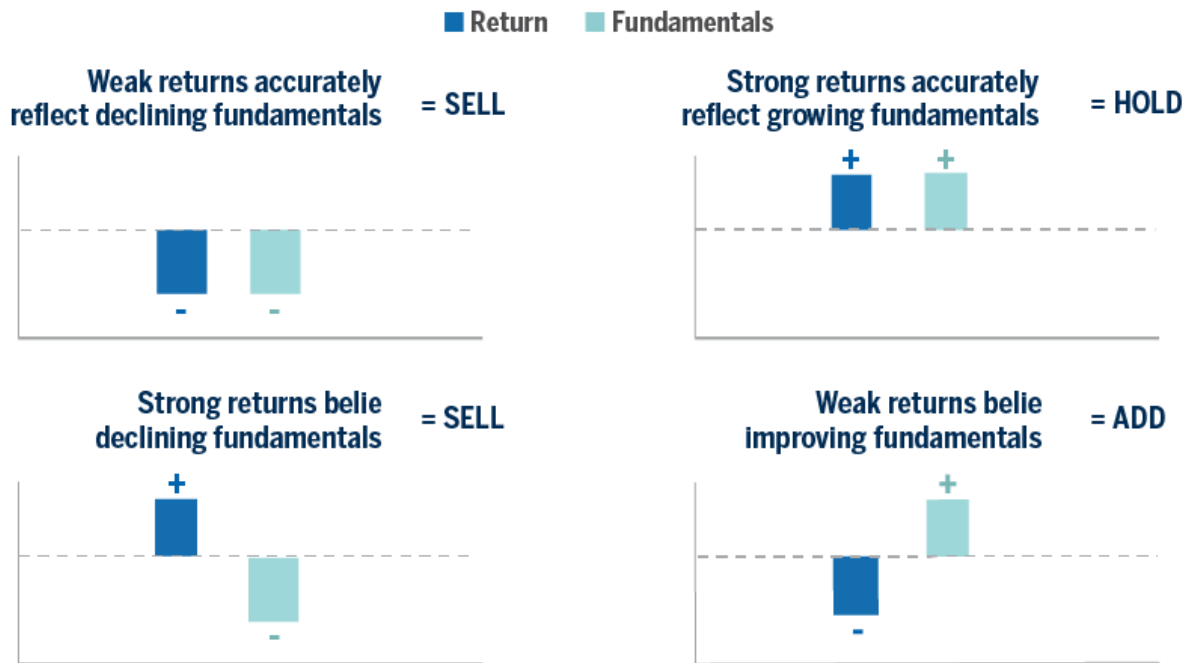 Return Fundamentals
Weak returns accurately
reflect declining fundamentals
= SELL
Strong returns accurately
reflect growing fundamentals
= HOLD
+ +
- -
Strong returns belie
declining fundamentals
= SELL
Weak returns belie
improving fundamentals
= ADD
+
-
+
-